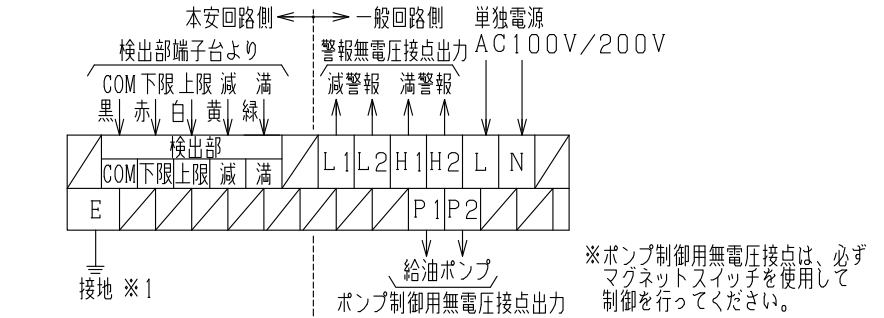 本安回路側 一般回路側 単独電源
検出部端子台より 警報無電圧接点出力 AC100V/200V
COM 下限 上限 減 満 減警報 満警報
黒 赤 白 黄 緑
検出部
COM 下限 上限 減 満 L1 L2 H1 H2 L N
E P1 P2
接地 ※1
給油ポンプ
ポンプ制御用無電圧接点出力
※ポンプ制御用無電圧接点は、必ず
マグネットスイッチを使用して
制御を行ってください。